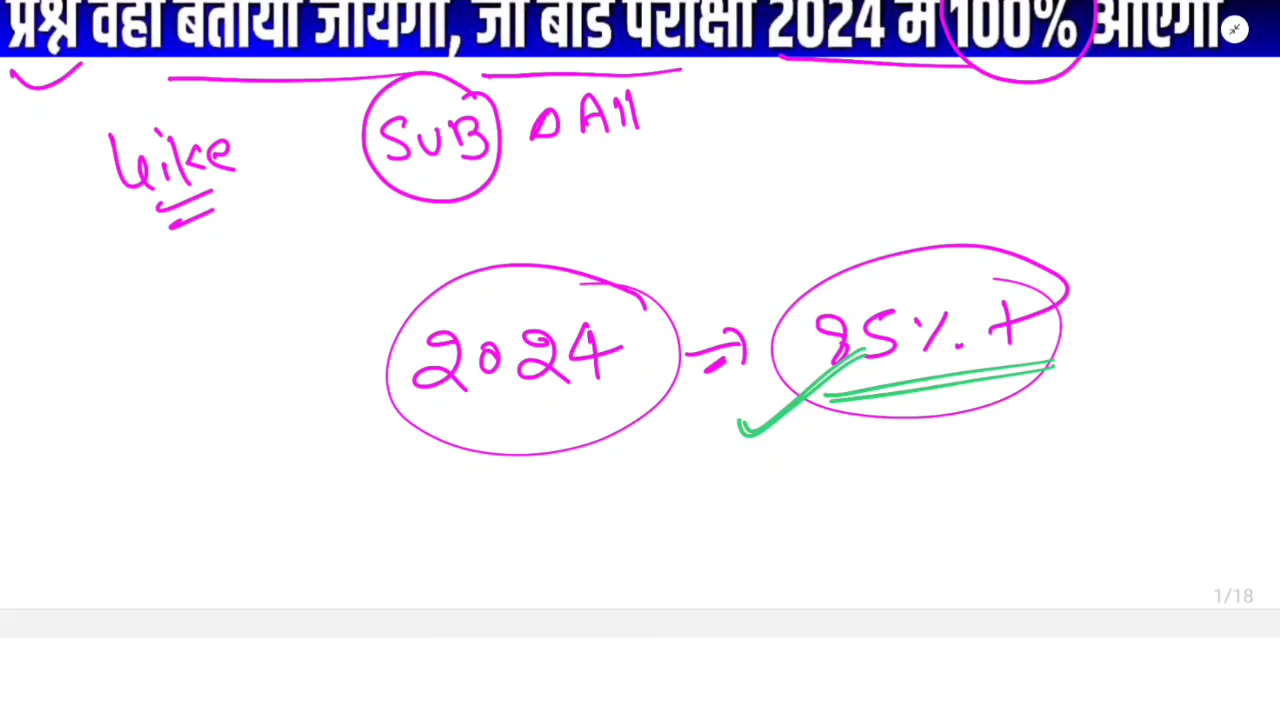 प्रश्न वही बताया जायेगा, जो बोर्ड परीक्षा 2024 में 100% आएगा
Like SUB All
2024 → 85% +
1/18